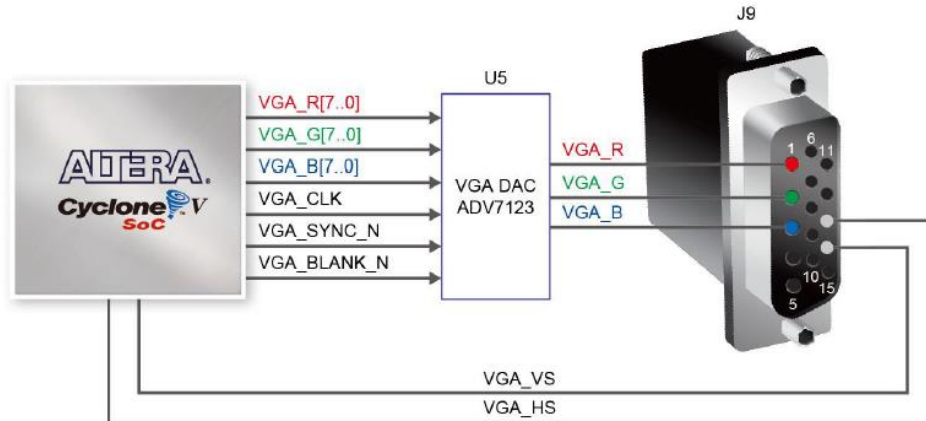 J9
U5
VGA_R[7..0]
VGA_G[7..0]
VGA_B[7..0]
VGA_CLK
VGA_SYNC_N
VGA_BLANK_N
ALTERA®
Cyclone™ V
SoC
VGA DAC
ADV7123
VGA_R
VGA_G
VGA_B
1
6
11
5
10
15
VGA_VS
VGA_HS